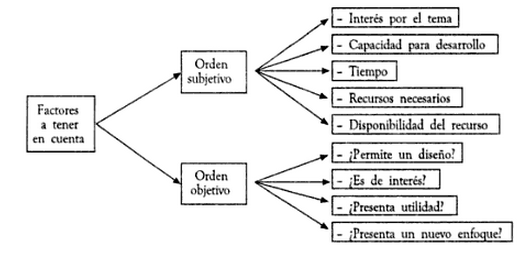 Factores
a tener
en cuenta
Orden
subjetivo
- Interés por el tema
- Capacidad para desarrollo
- Tiempo
- Recursos necesarios
- Disponibilidad del recurso
Orden
objetivo
- ¿Permite un diseño?
- ¿Es de interés?
- ¿Presenta utilidad?
- ¿Presenta un nuevo enfoque?